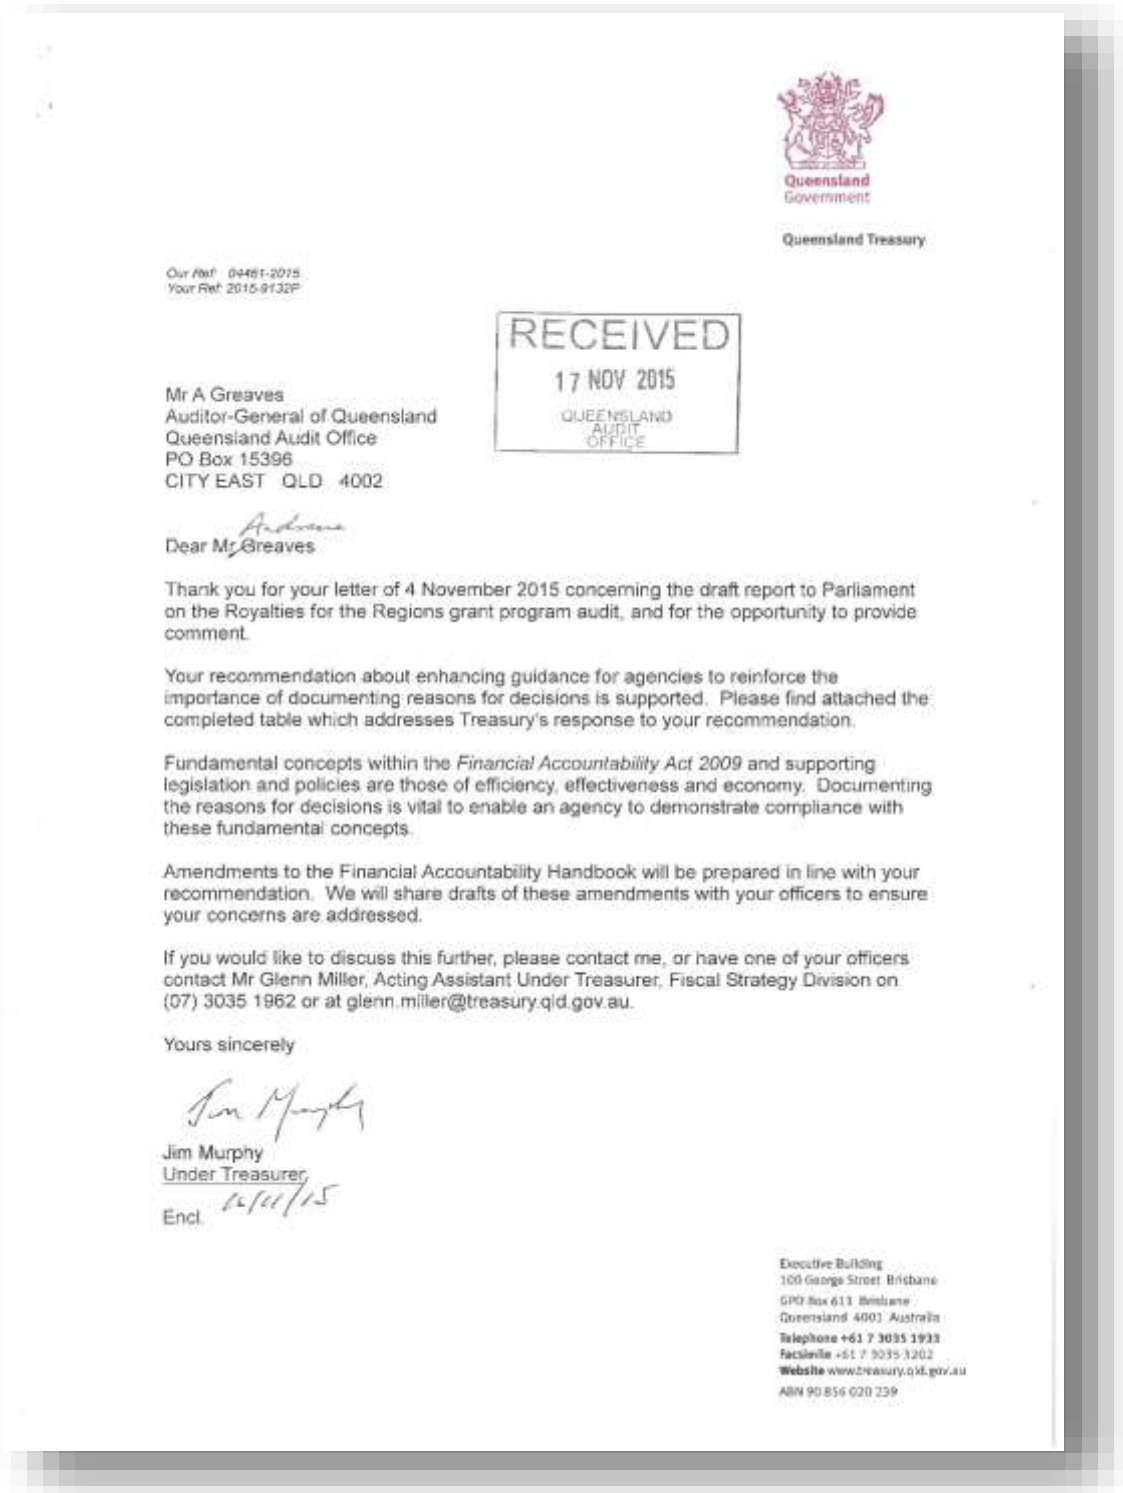 Queensland
Government
Queensland Treasury
Our Ref: 04461-2015
Your Ref: 2015-9132P
RECEIVED
17 NOV 2015
QUEENSLAND
AUDIT
OFFICE
Mr A Greaves
Auditor-General of Queensland
Queensland Audit Office
PO Box 15396
CITY EAST QLD 4002
Dear Mr Greaves
Thank you for your letter of 4 November 2015 concerning the draft report to Parliament
on the Royalties for the Regions grant program audit, and for the opportunity to provide
comment.
Your recommendation about enhancing guidance for agencies to reinforce the
importance of documenting reasons for decisions is supported. Please find attached the
completed table which addresses Treasury's response to your recommendation.
Fundamental concepts within the Financial Accountability Act 2009 and supporting
legislation and policies are those of efficiency, effectiveness and economy. Documenting
the reasons for decisions is vital to enable an agency to demonstrate compliance with
these fundamental concepts.
Amendments to the Financial Accountability Handbook will be prepared in line with your
recommendation. We will share drafts of these amendments with your officers to ensure
your concerns are addressed.
If you would like to discuss this further, please contact me, or have one of your officers
contact Mr Glenn Miller, Acting Assistant Under Treasurer, Fiscal Strategy Division on
(07) 3035 1962 or at glenn.miller@treasury.qld.gov.au.
Yours sincerely
Jim Murphy
Jim Murphy
Under Treasurer
Encl.
Executive Building
100 George Street Brisbane
GPO Box 611 Brisbane
Queensland 4001 Australia
Telephone +61 7 3035 1933
Facsimile +61 7 3035 3202
Website www.treasury.qld.gov.au
ABN 90 856 020 239